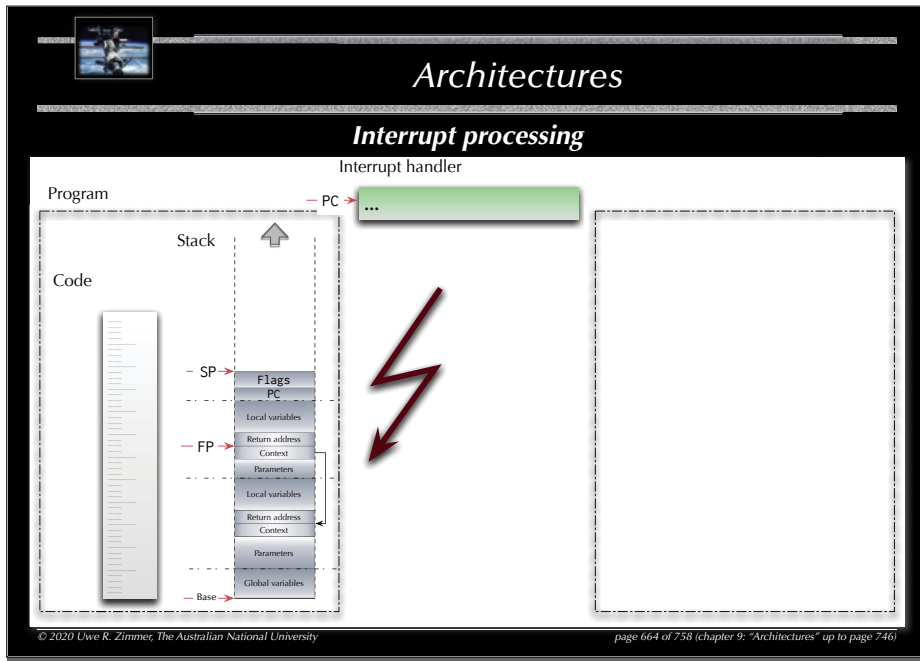 Architectures
Interrupt processing
Interrupt handler
Program
PC
...
Stack
Code
SP
Flags
PC
Local variables
Return address
FP
Context
Parameters
Local variables
Return address
Context
Parameters
Global variables
Base
© 2020 Uwe R. Zimmer, The Australian National University
page 664 of 758 (chapter 9: “Architectures” up to page 746)